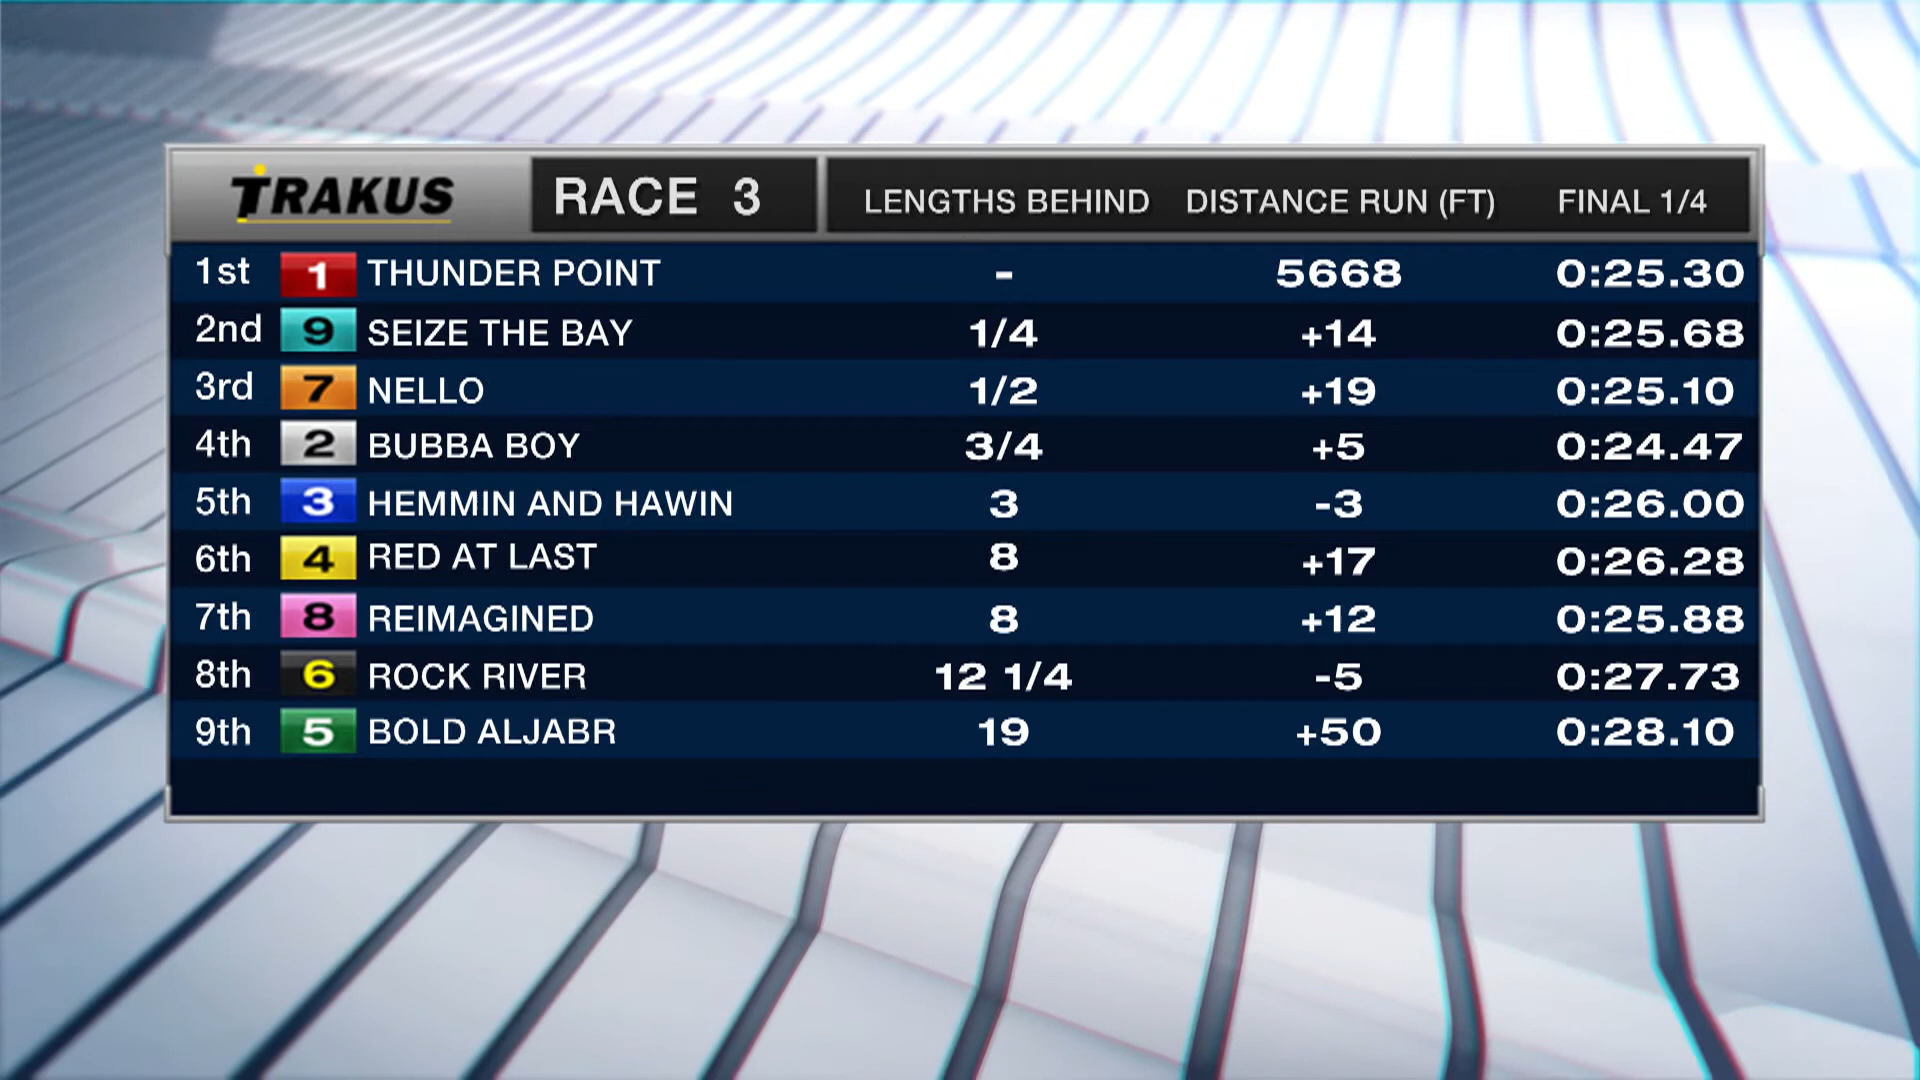 TRAKUS RACE 3 LENGTHS BEHIND DISTANCE RUN (FT) FINAL 1/4
1st 1 THUNDER POINT - 5668 0:25.30
2nd 9 SEIZE THE BAY 1/4 +14 0:25.68
3rd 7 NELLO 1/2 +19 0:25.10
4th 2 BUBBA BOY 3/4 +5 0:24.47
5th 3 HEMMIN AND HAWIN 3 -3 0:26.00
6th 4 RED AT LAST 8 +17 0:26.28
7th 8 REIMAGINED 8 +12 0:25.88
8th 6 ROCK RIVER 12 1/4 -5 0:27.73
9th 5 BOLD ALJABR 19 +50 0:28.10